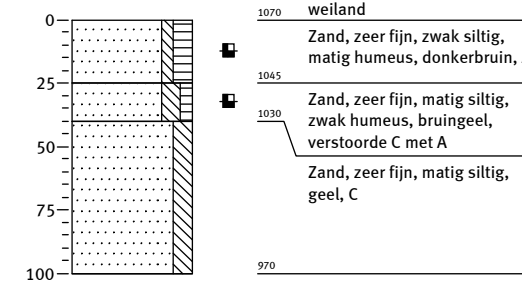 0
25
50
75
100
1070 weiland
Zand, zeer fijn, zwak siltig,
matig humeus, donkerbruin,
1045
Zand, zeer fijn, matig siltig,
zwak humeus, bruingeel,
verstoorde C met A
1030
Zand, zeer fijn, matig siltig,
geel, C
970